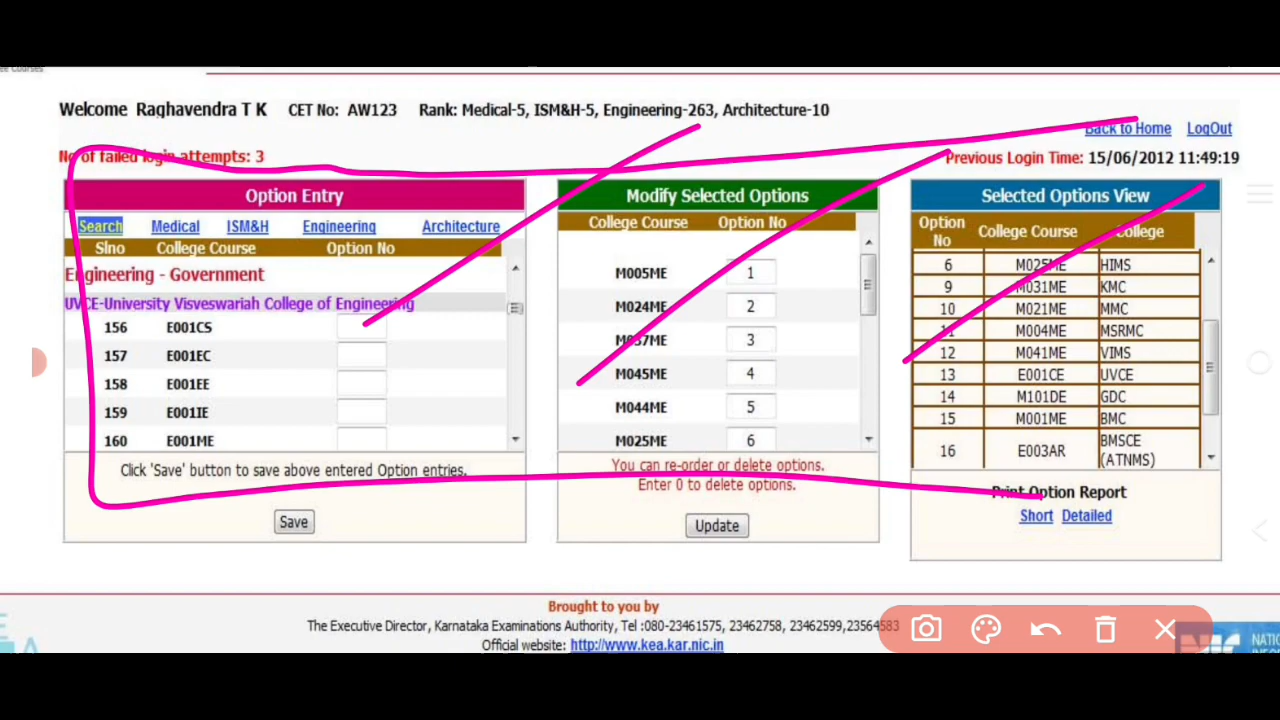 Welcome Raghavendra T K CET No: AW123 Rank: Medical-5, ISM&H-5, Engineering-263, Architecture-10
Back to Home LogOut
No of failed login attempts: 3
Previous Login Time: 15/06/2012 11:49:19
Option Entry
Search Medical ISM&H Engineering Architecture
Slno College Course Option No
Engineering - Government
UVCE-University Visveswariah College of Engineering
156 E001CS
157 E001EC
158 E001EE
159 E001IE
160 E001ME
Click 'Save' button to save above entered Option entries.
Save
Modify Selected Options
College Course Option No
M005ME 1
M024ME 2
M037ME 3
M045ME 4
M044ME 5
M025ME 6
You can re-order or delete options.
Enter 0 to delete options.
Update
Selected Options View
Option No College Course College
6 M025ME HIMS
9 M031ME KMC
10 M021ME MMC
11 M004ME MSRMC
12 M041ME VIMS
13 E001CE UVCE
14 M101DE GDC
15 M001ME BMC
16 E003AR BMSCE (ATNMS)
Print Option Report
Short Detailed
Brought to you by
The Executive Director, Karnataka Examinations Authority, Tel :080-23461575, 23462758, 23462599,23564583
Official website: http://www.kea.kar.nic.in